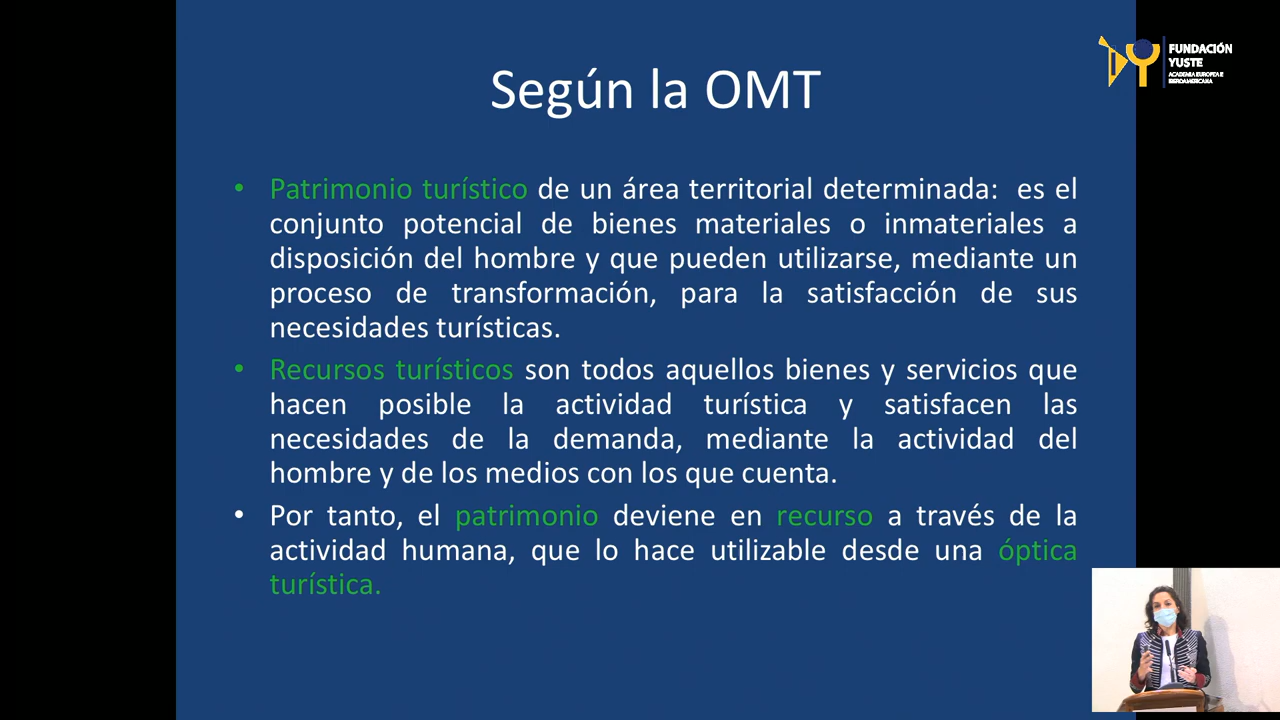 Según la OMT
FUNDACIÓN
YUSTE
ACADEMIA EUROPEA E
IBEROAMERICANA
• Patrimonio turístico de un área territorial determinada: es el
conjunto potencial de bienes materiales o inmateriales a
disposición del hombre y que pueden utilizarse, mediante un
proceso de transformación, para la satisfacción de sus
necesidades turísticas.
• Recursos turísticos son todos aquellos bienes y servicios que
hacen posible la actividad turística y satisfacen las
necesidades de la demanda, mediante la actividad del
hombre y de los medios con los que cuenta.
• Por tanto, el patrimonio deviene en recurso a través de la
actividad humana, que lo hace utilizable desde una óptica
turística.